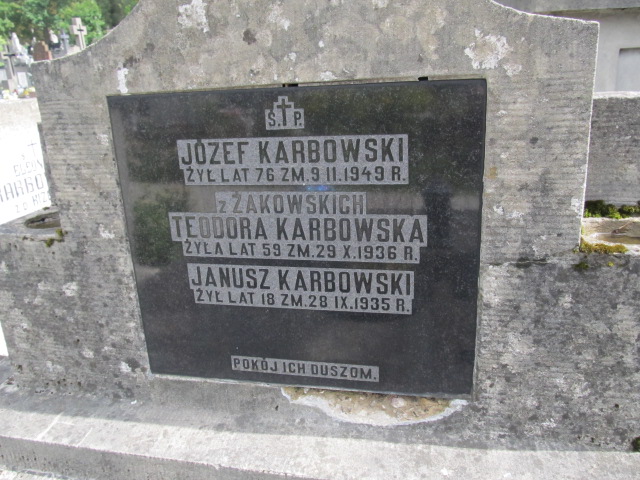 Ś. P.
JÓZEF KARBOWSKI
ŻYŁ LAT 76 ZM. 9 II. 1949 R.
Z ŻAKOWSKICH
TEODORA KARBOWSKA
ŻYŁA LAT 59 ZM. 29 X. 1936 R.
JANUSZ KARBOWSKI
ŻYŁ LAT 18 ZM. 28 IX. 1935 R.
POKÓJ ICH DUSZOM.